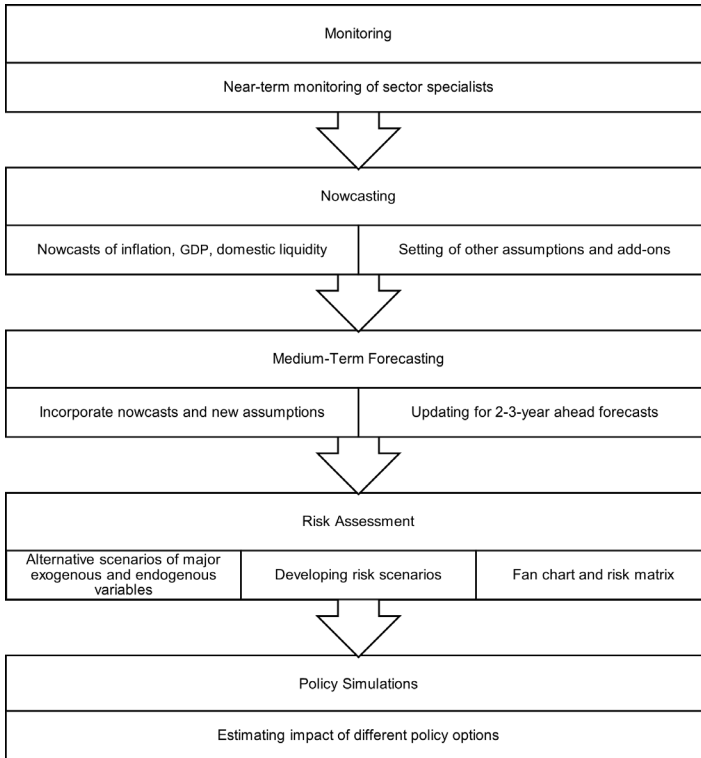 Monitoring
Near-term monitoring of sector specialists
Nowcasting
Nowcasts of inflation, GDP, domestic liquidity
Setting of other assumptions and add-ons
Medium-Term Forecasting
Incorporate nowcasts and new assumptions
Updating for 2-3-year ahead forecasts
Risk Assessment
Alternative scenarios of major
exogenous and endogenous
variables
Developing risk scenarios
Fan chart and risk matrix
Policy Simulations
Estimating impact of different policy options